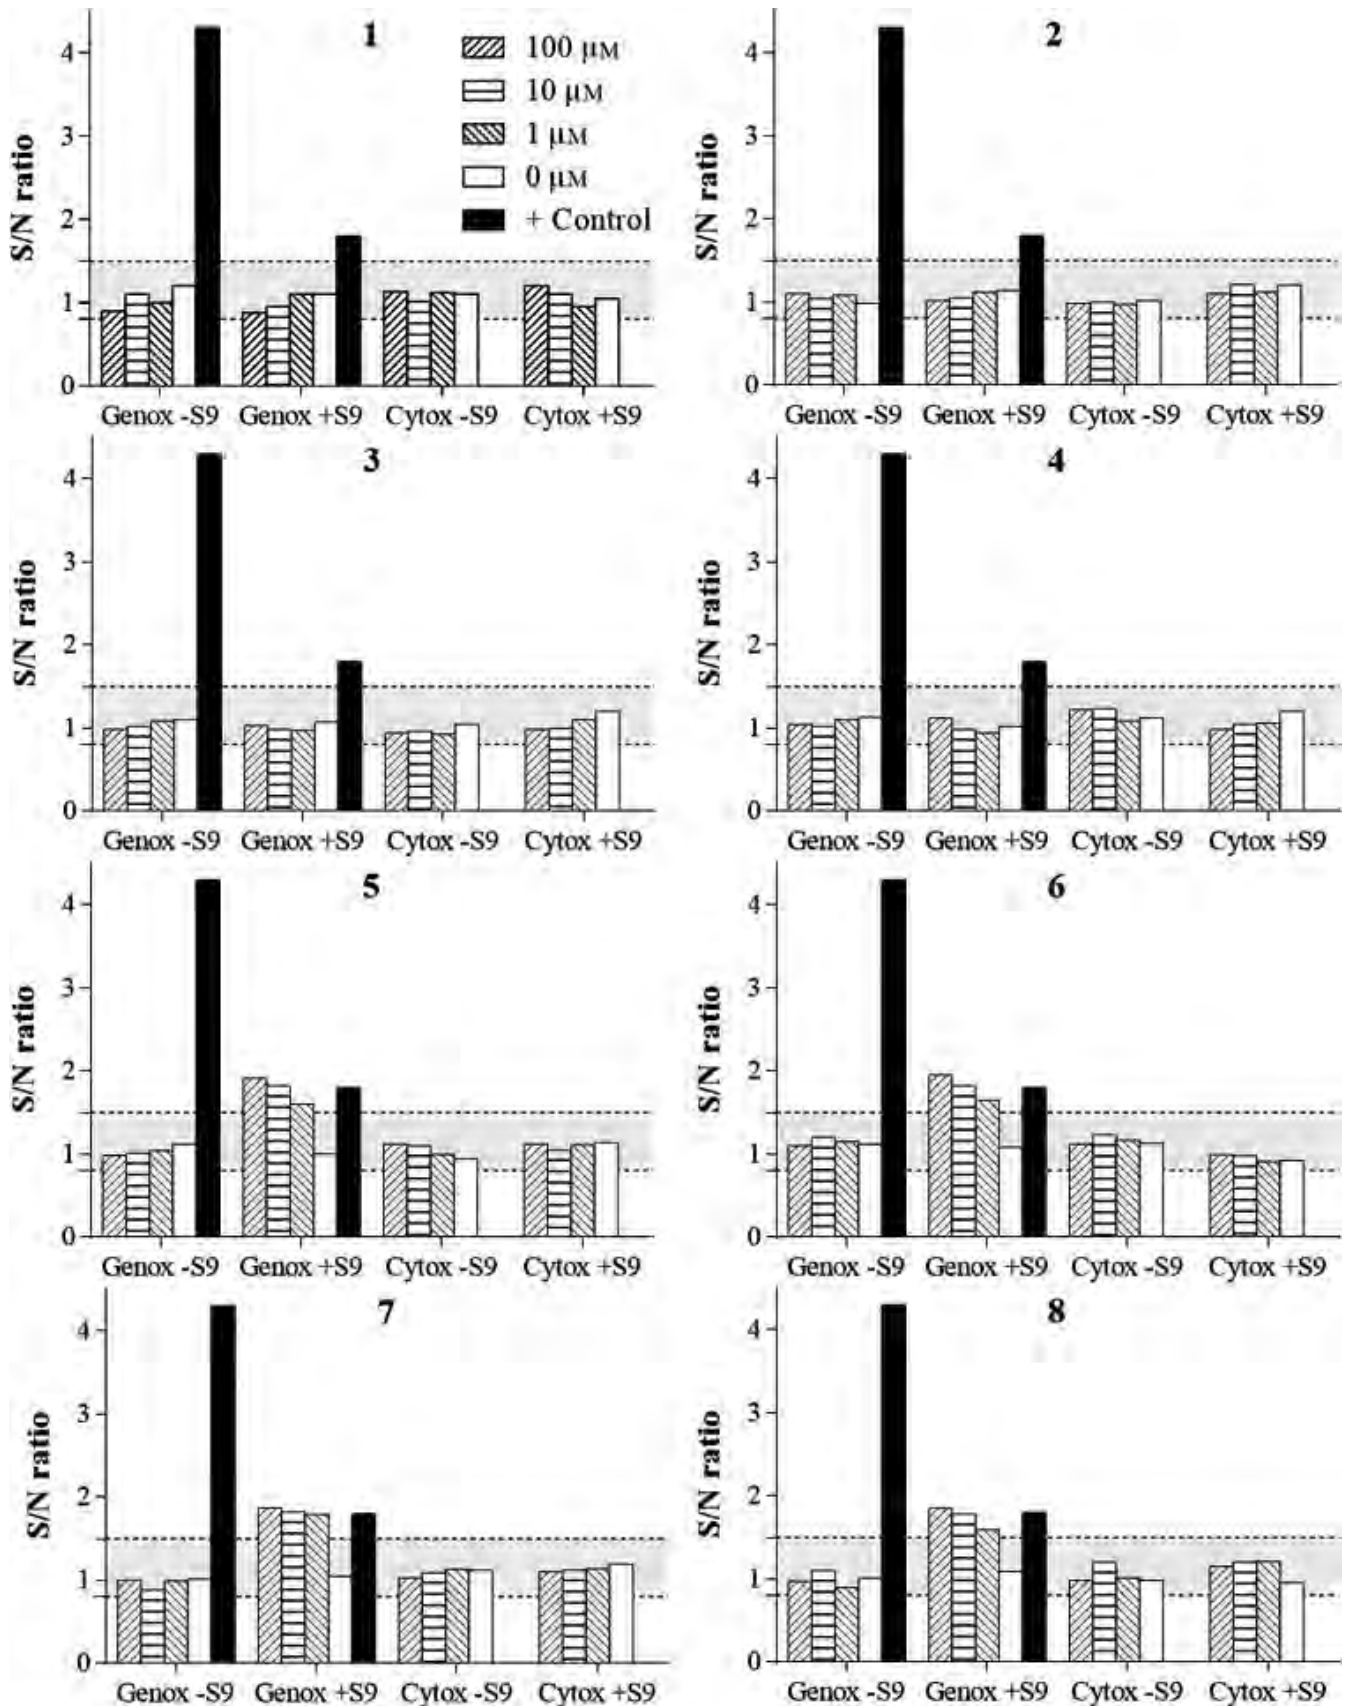 1
2
4
3
2
1
0
S/N ratio
100 μM
10 μM
1 μM
0 μM
+ Control
Genox -S9 Genox +S9 Cytox -S9 Cytox +S9
4
3
2
1
0
S/N ratio
Genox -S9 Genox +S9 Cytox -S9 Cytox +S9
3
4
3
2
1
0
S/N ratio
Genox -S9 Genox +S9 Cytox -S9 Cytox +S9
4
4
3
2
1
0
S/N ratio
Genox -S9 Genox +S9 Cytox -S9 Cytox +S9
5
4
3
2
1
0
S/N ratio
Genox -S9 Genox +S9 Cytox -S9 Cytox +S9
6
4
3
2
1
0
S/N ratio
Genox -S9 Genox +S9 Cytox -S9 Cytox +S9
7
4
3
2
1
0
S/N ratio
Genox -S9 Genox +S9 Cytox -S9 Cytox +S9
8
4
3
2
1
0
S/N ratio
Genox -S9 Genox +S9 Cytox -S9 Cytox +S9